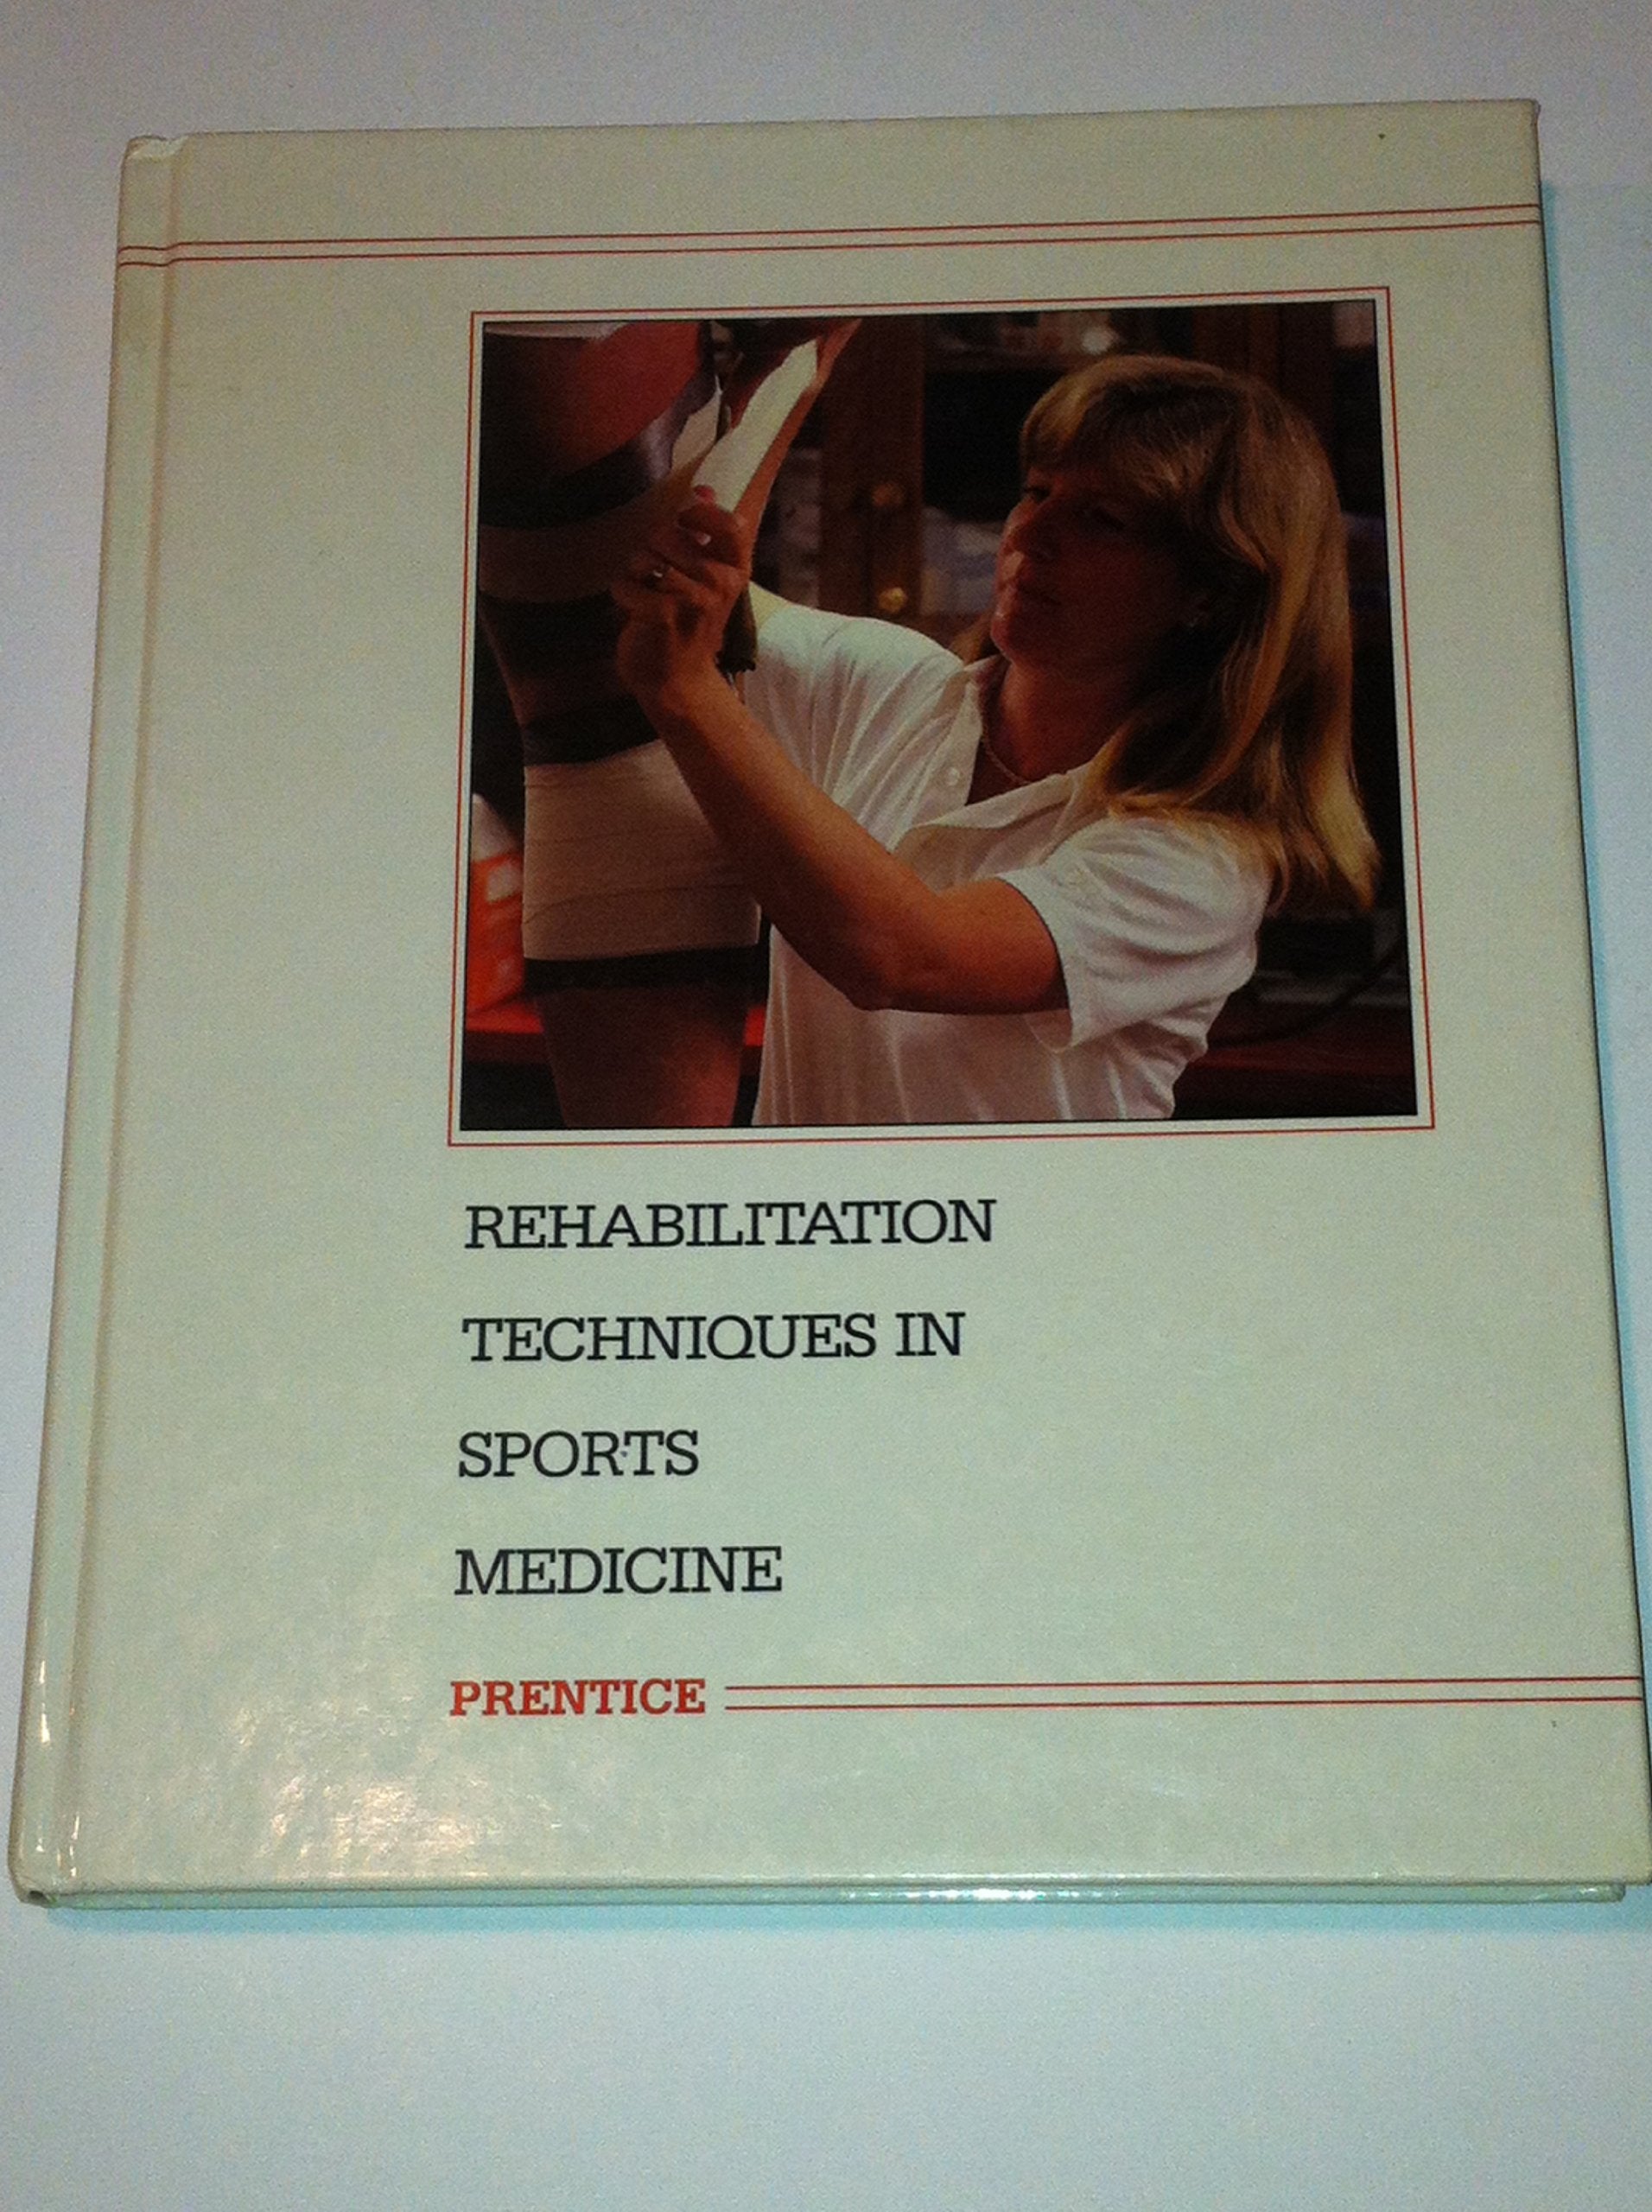 REHABILITATION
TECHNIQUES IN
SPORTS
MEDICINE
PRENTICE